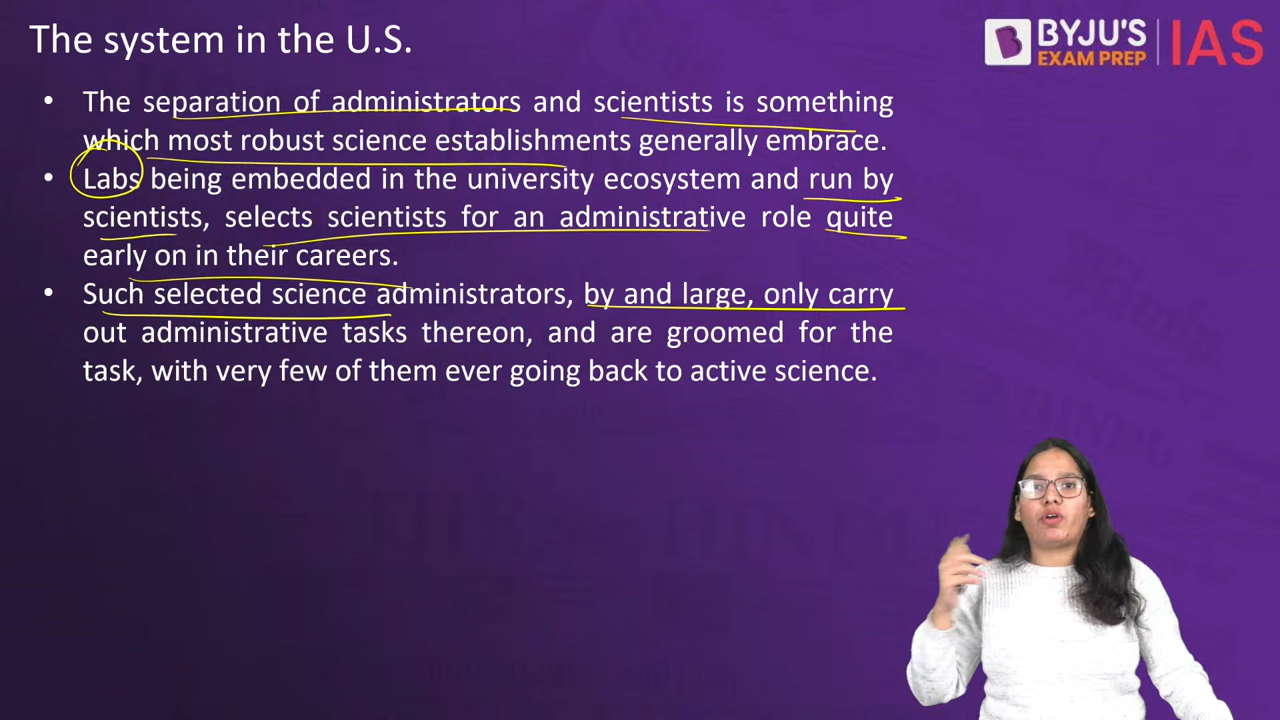 The system in the U.S.
BYJU'S
EXAM PREP
IAS
• The separation of administrators and scientists is something
which most robust science establishments generally embrace.
• Labs being embedded in the university ecosystem and run by
scientists, selects scientists for an administrative role quite
early on in their careers.
• Such selected science administrators, by and large, only carry
out administrative tasks thereon, and are groomed for the
task, with very few of them ever going back to active science.